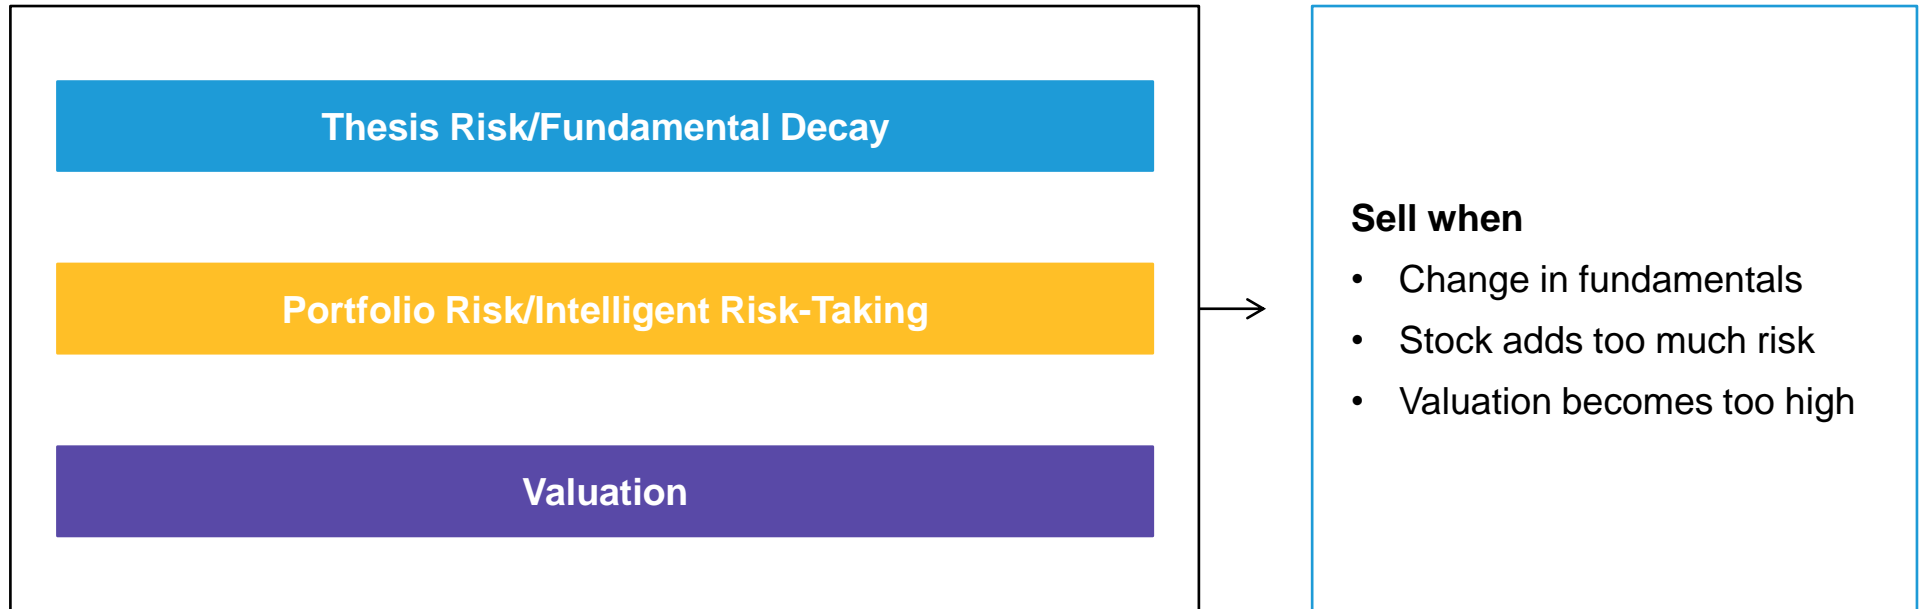 Thesis Risk/Fundamental Decay
Portfolio Risk/Intelligent Risk-Taking
Valuation
Sell when
• Change in fundamentals
• Stock adds too much risk
• Valuation becomes too high